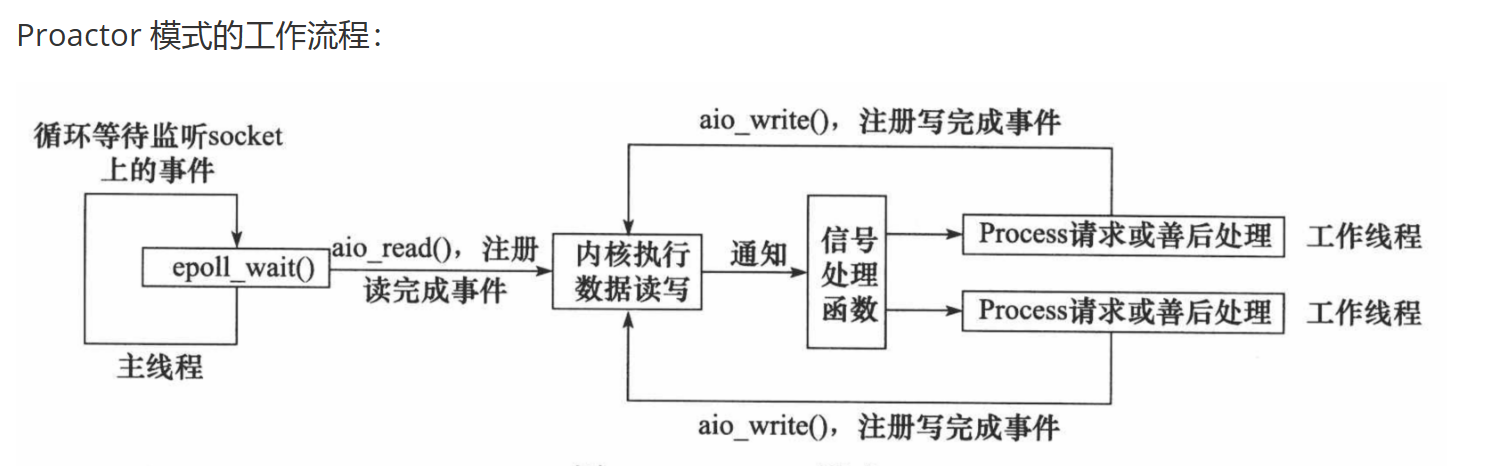 Proactor 模式的工作流程：
循环等待监听socket
上的事件
epoll_wait()
主线程
aio_read()，注册
读完成事件
内核执行
数据读写
通知
信号
处理
函数
aio_write()，注册写完成事件
Process请求或善后处理
工作线程
Process请求或善后处理
工作线程
aio_write()，注册写完成事件